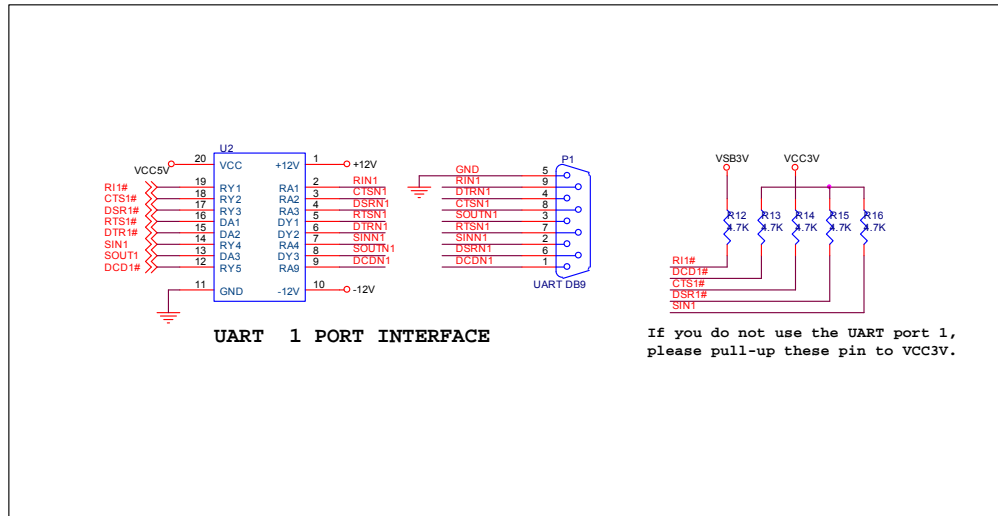 U2
VCC5V
20 VCC +12V 1 +12V
RI1# 19 RY1 RA1 2 RIN1
CTS1# 18 RY2 RA2 3 CTSN1
DSR1# 17 RY3 RA3 4 DSRN1
RTS1# 16 DA1 DY1 5 RTSN1
DTR1# 15 DA2 DY2 6 DTRN1
SIN1 14 RY4 RA4 7 SINN1
SOUT1 13 DA3 DY3 8 SOUTN1
DCD1# 12 RY5 RA9 9 DCDN1
11 GND -12V 10 -12V
P1
GND 5
RIN1 9
DTRN1 4
CTSN1 8
SOUTN1 3
RTSN1 7
SINN1 2
DSRN1 6
DCDN1 1
UART DB9
UART 1 PORT INTERFACE
VSB3V VCC3V
R12 R13 R14 R15 R16
4.7K 4.7K 4.7K 4.7K 4.7K
RI1#
DCD1#
CTS1#
DSR1#
SIN1
If you do not use the UART port 1,
please pull-up these pin to VCC3V.